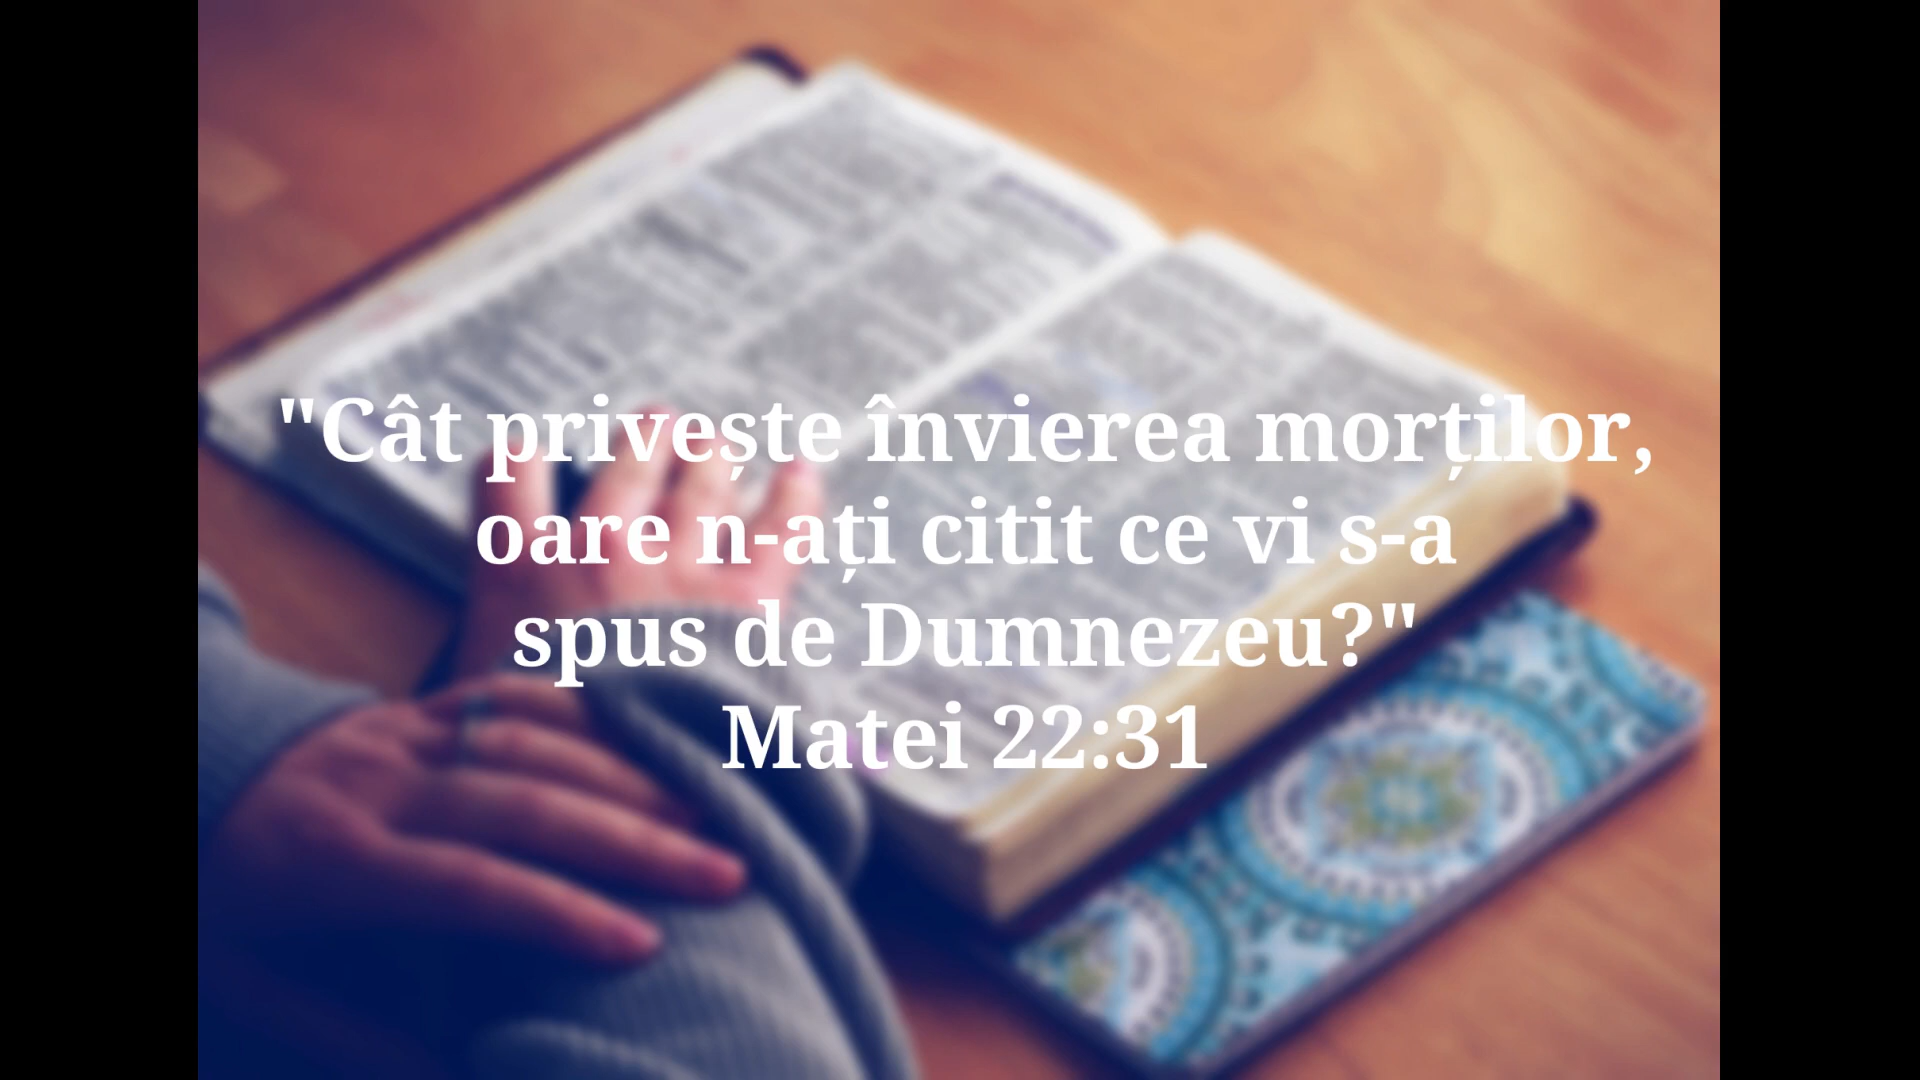 "Cât privește învierea morților,
oare n-ați citit ce vi s-a
spus de Dumnezeu?"
Matei 22:31